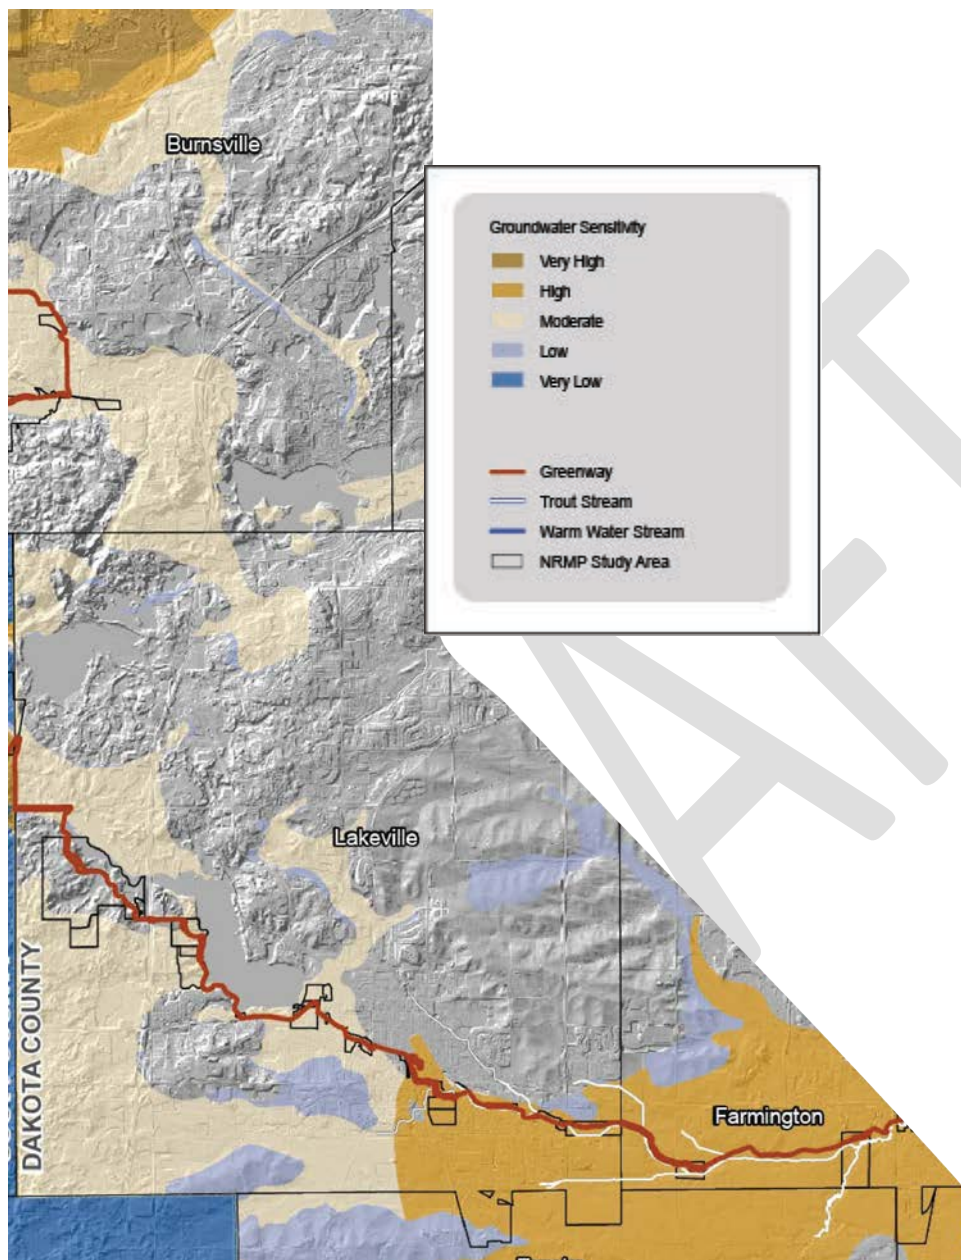 Burnsville
Groundwater Sensitivity
Very High
High
Moderate
Low
Very Low
Greenway
Trout Stream
Warm Water Stream
NRMP Study Area
Lakeville
DAKOTA COUNTY
Farmington